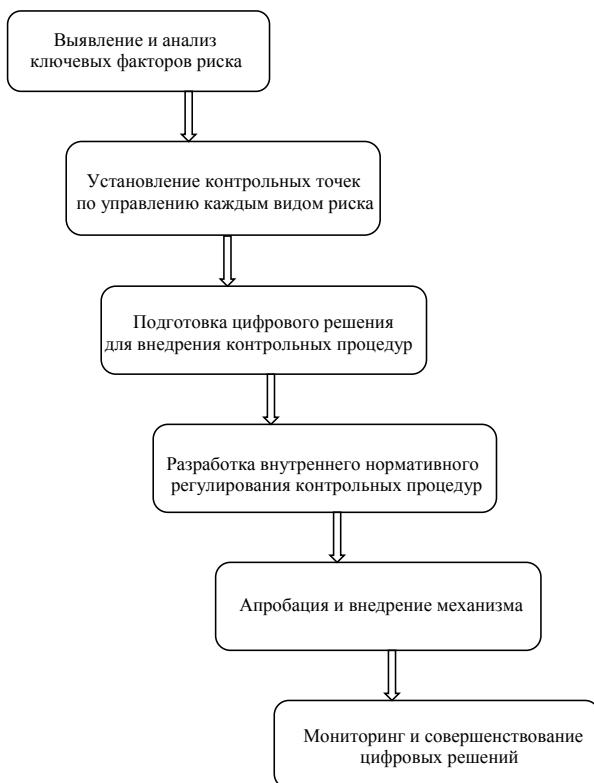 Выявление и анализ
ключевых факторов риска
Установление контрольных точек
по управлению каждым видом риска
Подготовка цифрового решения
для внедрения контрольных процедур
Разработка внутреннего нормативного
регулирования контрольных процедур
Апробация и внедрение механизма
Мониторинг и совершенствование
цифровых решений